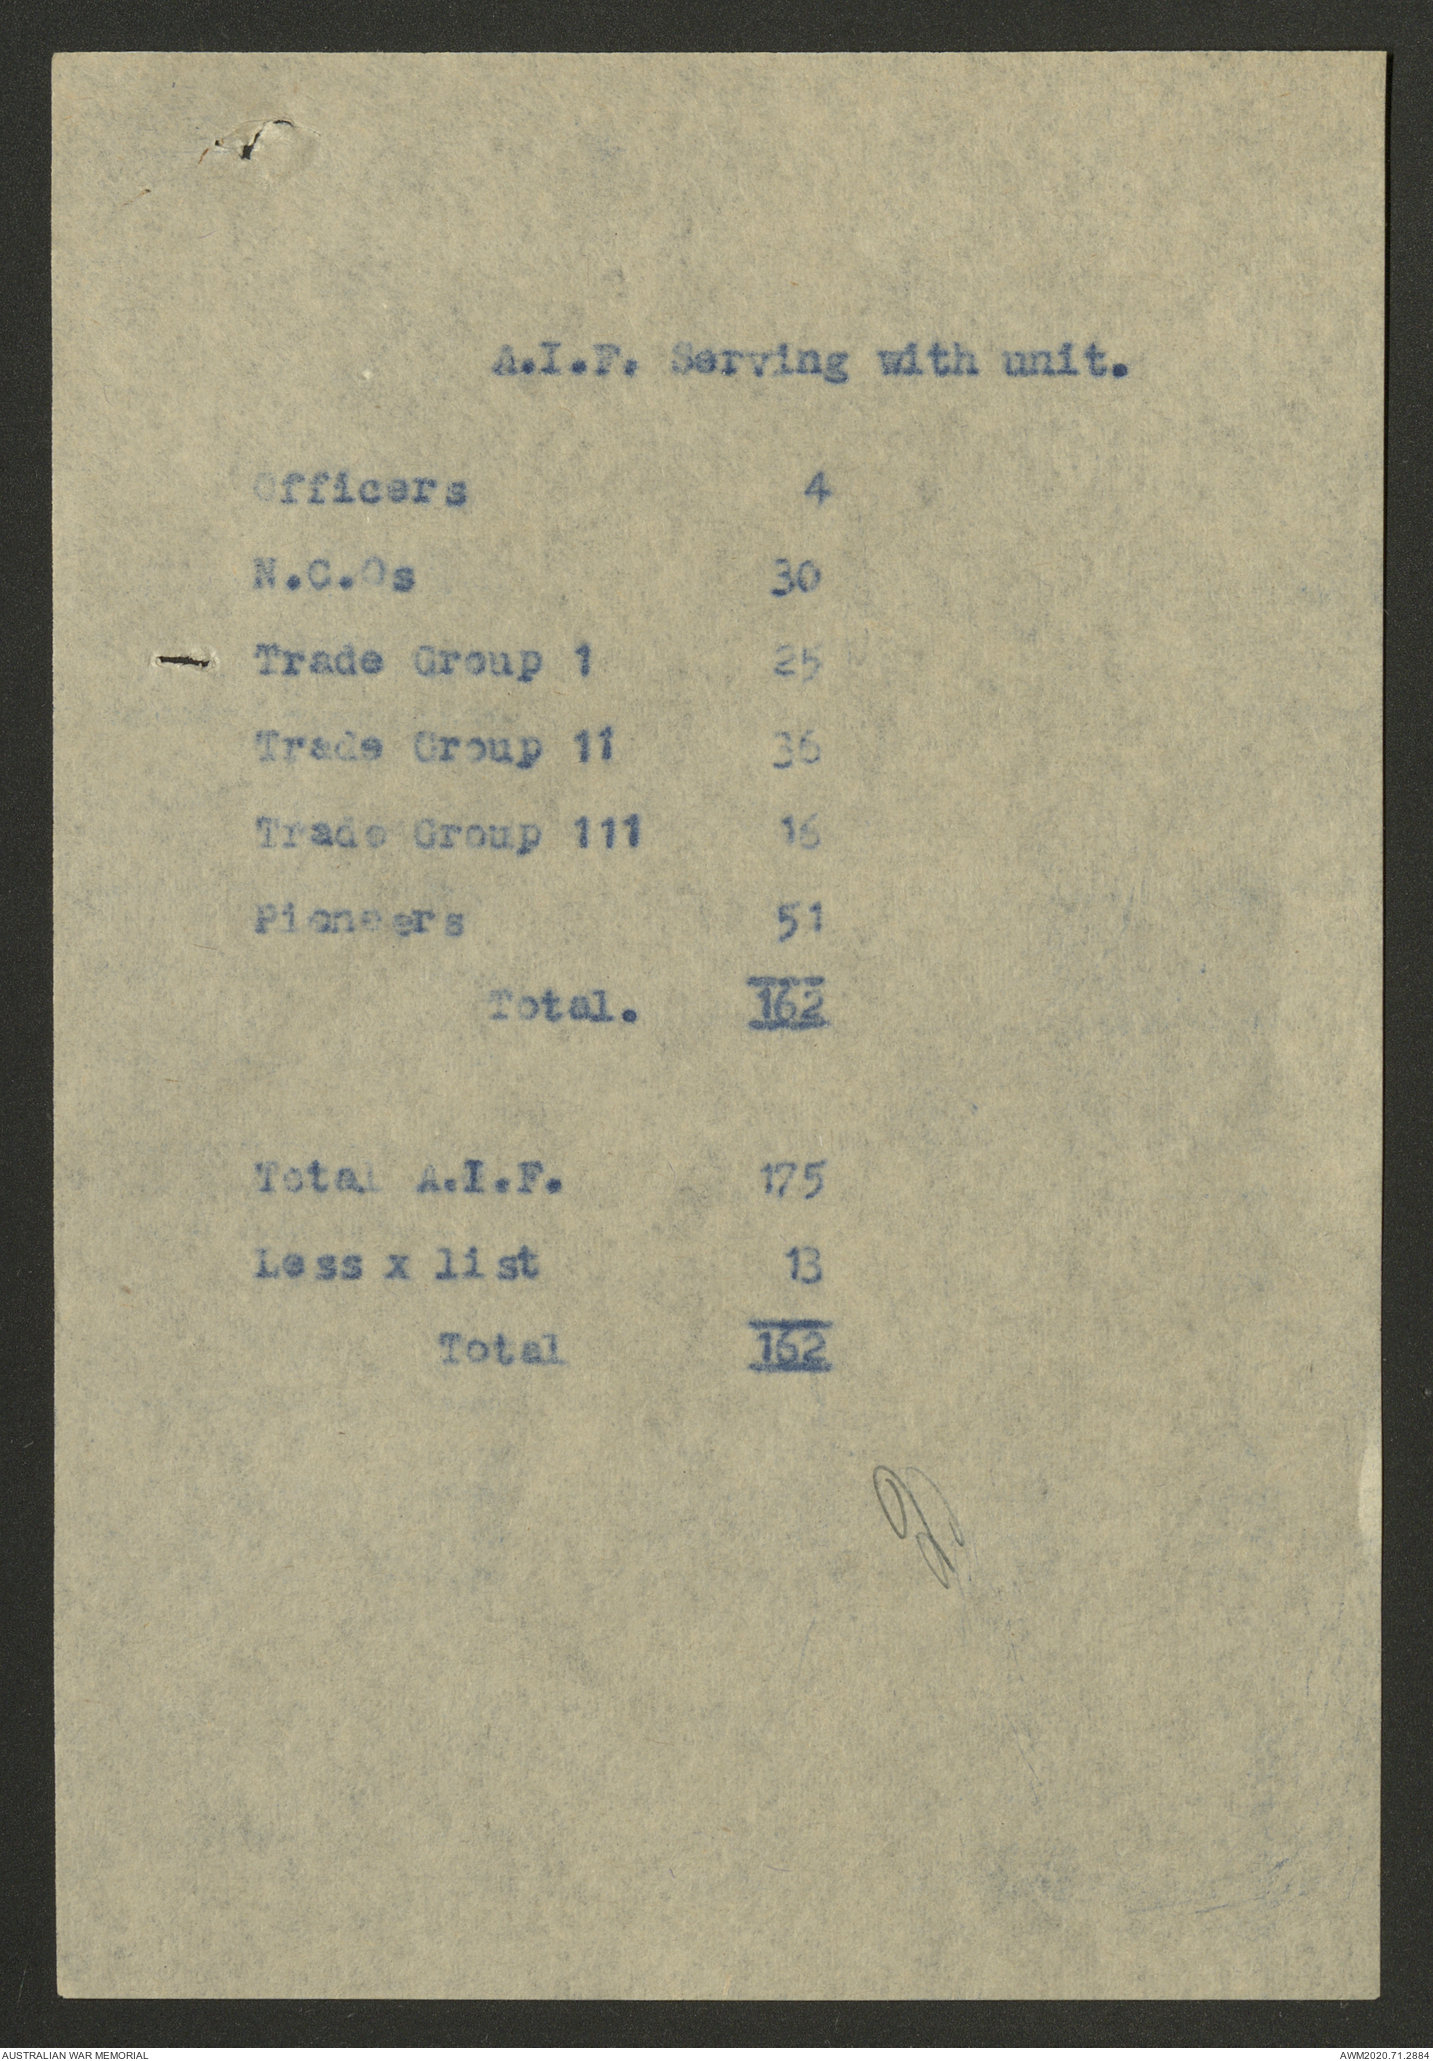 A.I.F. Serving with unit.
Officers 4
N.C.Os 30
Trade Group 1 25
Trade Group 11 36
Trade Group 111 16
Pioneers 51
Total. 162
Total A.I.F. 175
Less x list 13
Total 162
AUSTRALIAN WAR MEMORIAL AWM2020.71.2884